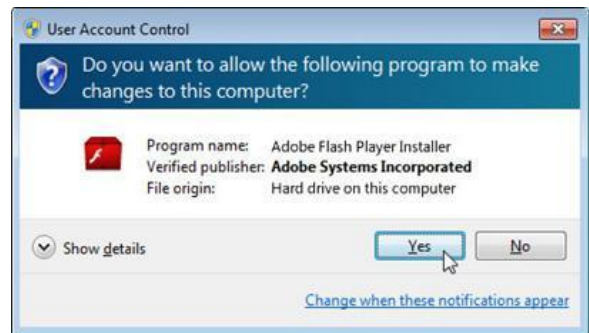 User Account Control
Do you want to allow the following program to make
changes to this computer?
Program name: Adobe Flash Player Installer
Verified publisher: Adobe Systems Incorporated
File origin: Hard drive on this computer
Show details
Yes
No
Change when these notifications appear